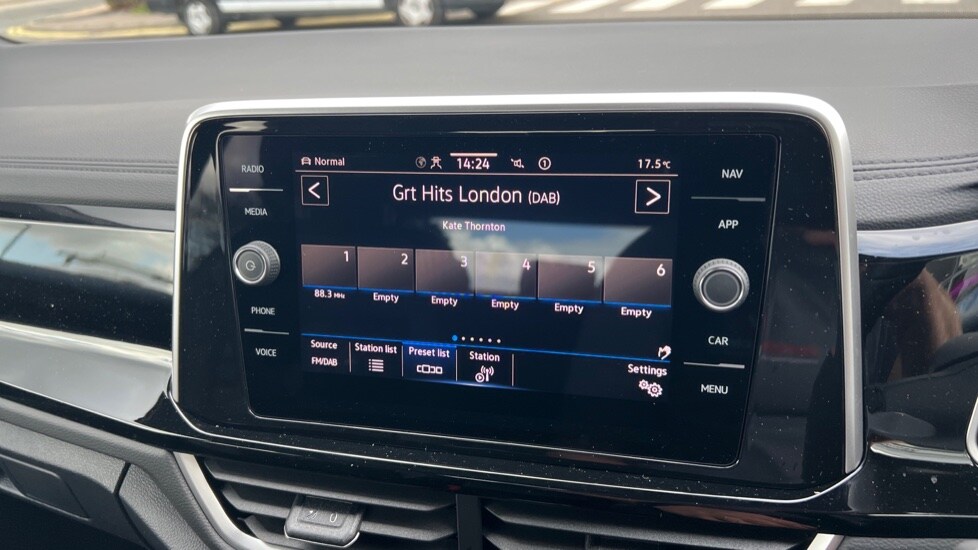 RADIO
MEDIA
PHONE
VOICE
Normal
14:24
1
17.5°C
<
Grt Hits London (DAB)
>
Kate Thornton
1 2 3 4 5 6
88.3 MHz Empty Empty Empty Empty Empty
Source
FM/DAB
Station list
Preset list
Station
Settings
NAV
APP
CAR
MENU
0